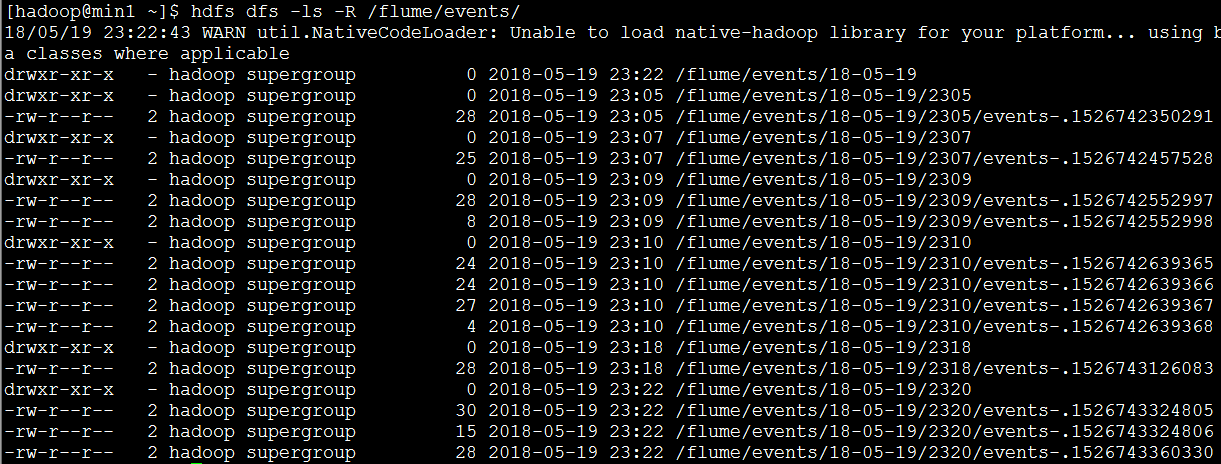 [hadoop@min1 ~]$ hdfs dfs -ls -R /flume/events/
18/05/19 23:22:43 WARN util.NativeCodeLoader: Unable to load native-hadoop library for your platform... using b
a classes where applicable
drwxr-xr-x   - hadoop supergroup          0 2018-05-19 23:22 /flume/events/18-05-19
drwxr-xr-x   - hadoop supergroup          0 2018-05-19 23:05 /flume/events/18-05-19/2305
-rw-r--r--   2 hadoop supergroup         28 2018-05-19 23:05 /flume/events/18-05-19/2305/events-.1526742350291
drwxr-xr-x   - hadoop supergroup          0 2018-05-19 23:07 /flume/events/18-05-19/2307
-rw-r--r--   2 hadoop supergroup         25 2018-05-19 23:07 /flume/events/18-05-19/2307/events-.1526742457528
drwxr-xr-x   - hadoop supergroup          0 2018-05-19 23:09 /flume/events/18-05-19/2309
-rw-r--r--   2 hadoop supergroup         28 2018-05-19 23:09 /flume/events/18-05-19/2309/events-.1526742552997
-rw-r--r--   2 hadoop supergroup          8 2018-05-19 23:09 /flume/events/18-05-19/2309/events-.1526742552998
drwxr-xr-x   - hadoop supergroup          0 2018-05-19 23:10 /flume/events/18-05-19/2310
-rw-r--r--   2 hadoop supergroup         24 2018-05-19 23:10 /flume/events/18-05-19/2310/events-.1526742639365
-rw-r--r--   2 hadoop supergroup         24 2018-05-19 23:10 /flume/events/18-05-19/2310/events-.1526742639366
-rw-r--r--   2 hadoop supergroup         27 2018-05-19 23:10 /flume/events/18-05-19/2310/events-.1526742639367
-rw-r--r--   2 hadoop supergroup          4 2018-05-19 23:10 /flume/events/18-05-19/2310/events-.1526742639368
drwxr-xr-x   - hadoop supergroup          0 2018-05-19 23:18 /flume/events/18-05-19/2318
-rw-r--r--   2 hadoop supergroup         28 2018-05-19 23:18 /flume/events/18-05-19/2318/events-.1526743126083
drwxr-xr-x   - hadoop supergroup          0 2018-05-19 23:22 /flume/events/18-05-19/2320
-rw-r--r--   2 hadoop supergroup         30 2018-05-19 23:22 /flume/events/18-05-19/2320/events-.1526743324805
-rw-r--r--   2 hadoop supergroup         15 2018-05-19 23:22 /flume/events/18-05-19/2320/events-.1526743324806
-rw-r--r--   2 hadoop supergroup         28 2018-05-19 23:22 /flume/events/18-05-19/2320/events-.1526743360330